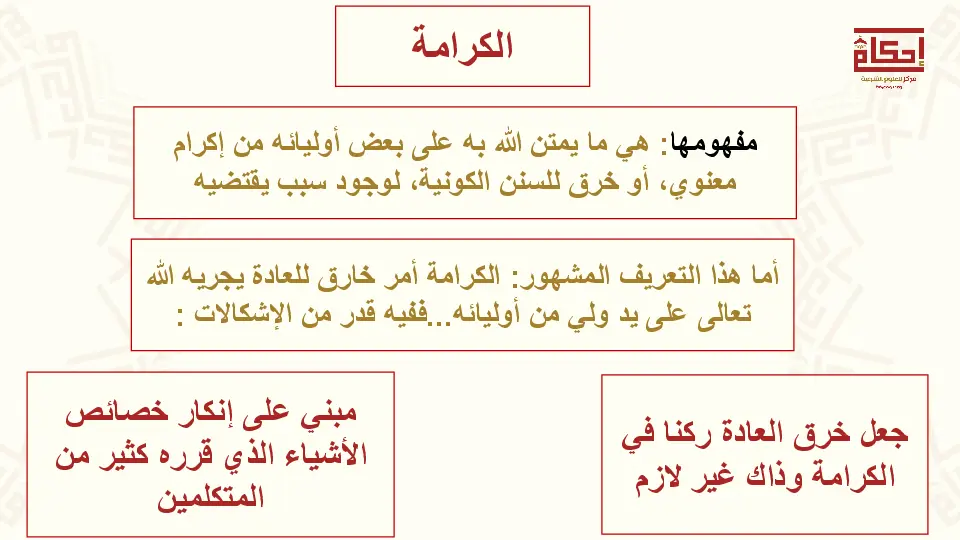 الكرامة
إحكام
مركز للعلوم الشرعية
مفهومها: هي ما يمتن الله به على بعض أوليائه من إكرام
معنوي، أو خرق للسنن الكونية، لوجود سبب يقتضيه
أما هذا التعريف المشهور: الكرامة أمر خارق للعادة يجريه الله
تعالى على يد ولي من أوليائه...ففيه قدر من الإشكالات :
جعل خرق العادة ركنا في
الكرامة وذاك غير لازم
مبني على إنكار خصائص
الأشياء الذي قرره كثير من
المتكلمين